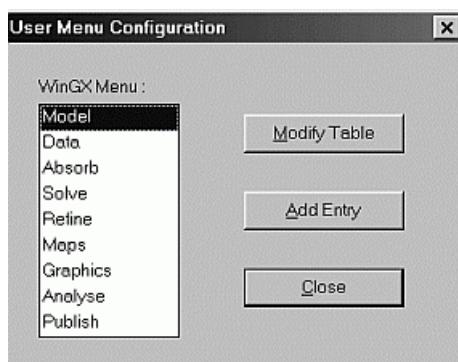 User Menu Configuration
WinGX Menu :
Model
Data
Absorb
Solve
Refine
Maps
Graphics
Analyse
Publish
Modify Table
Add Entry
Close